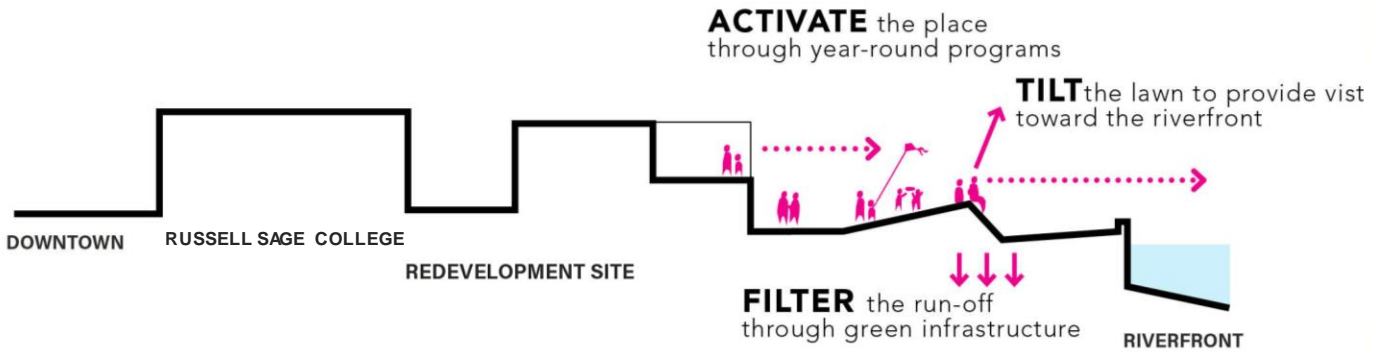 ACTIVATE the place
through year-round programs
TILT the lawn to provide vist
toward the riverfront
DOWNTOWN
RUSSELL SAGE COLLEGE
REDEVELOPMENT SITE
FILTER the run-off
through green infrastructure
RIVERFRONT